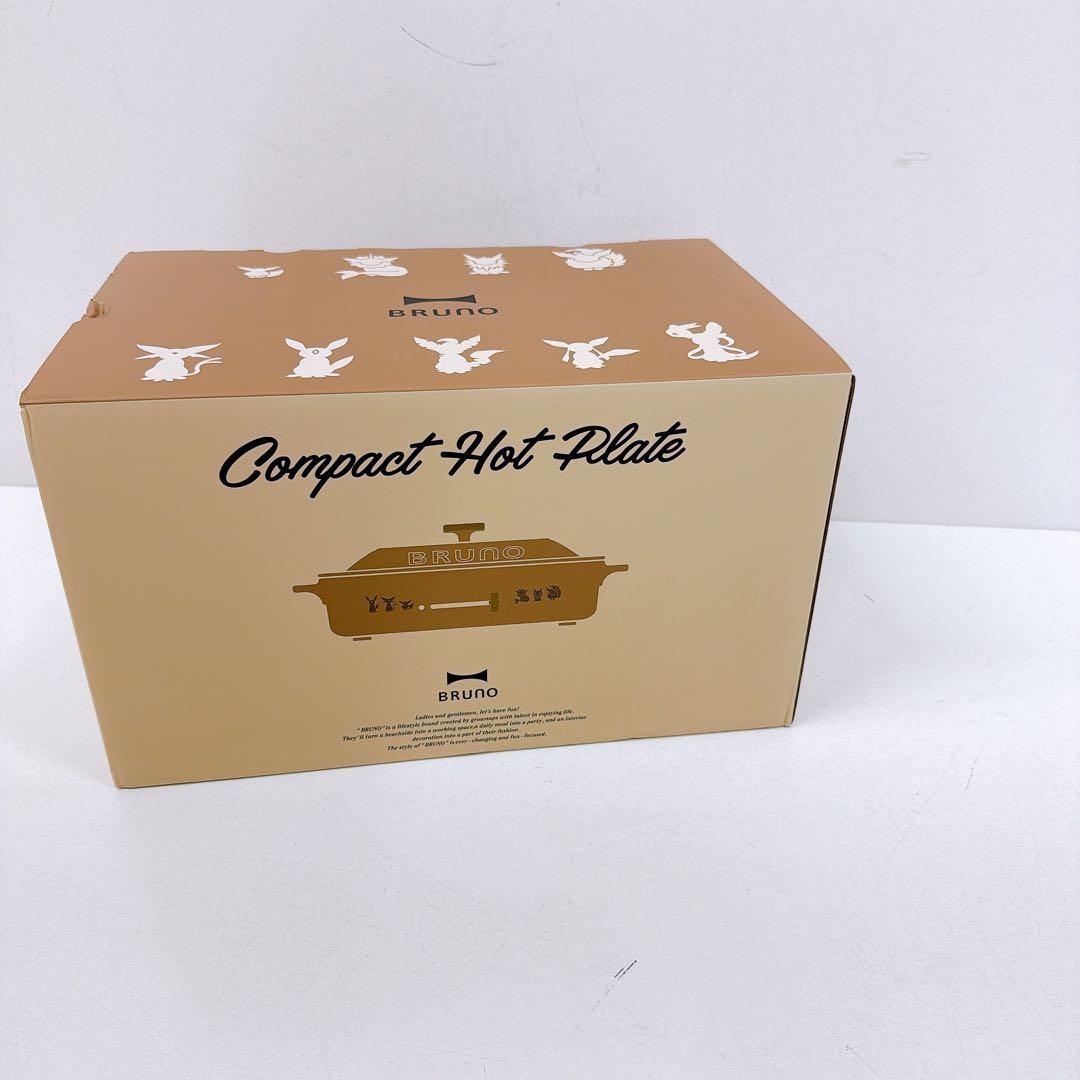 BRUNO
Compact Hot Plate
BRUNO
BRUNO
Ladies and gentlemen, let's have fun!
"BRUNO" is a lifestyle brand created by grownups with talent in enjoying life.
They'll turn a beachside into a working space, a daily meal into a party, and an interior
decoration into a part of their fashion.
The style of "BRUNO" is ever - changing and fun - focused.